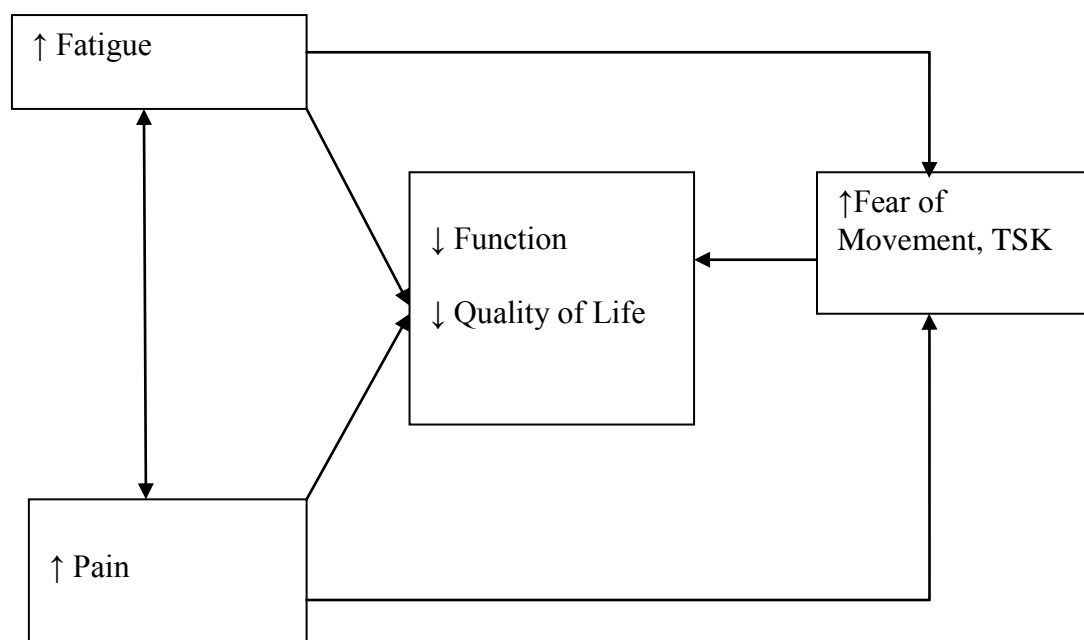 ↑ Fatigue
↓ Function
↓ Quality of Life
↑Fear of
Movement, TSK
↑ Pain